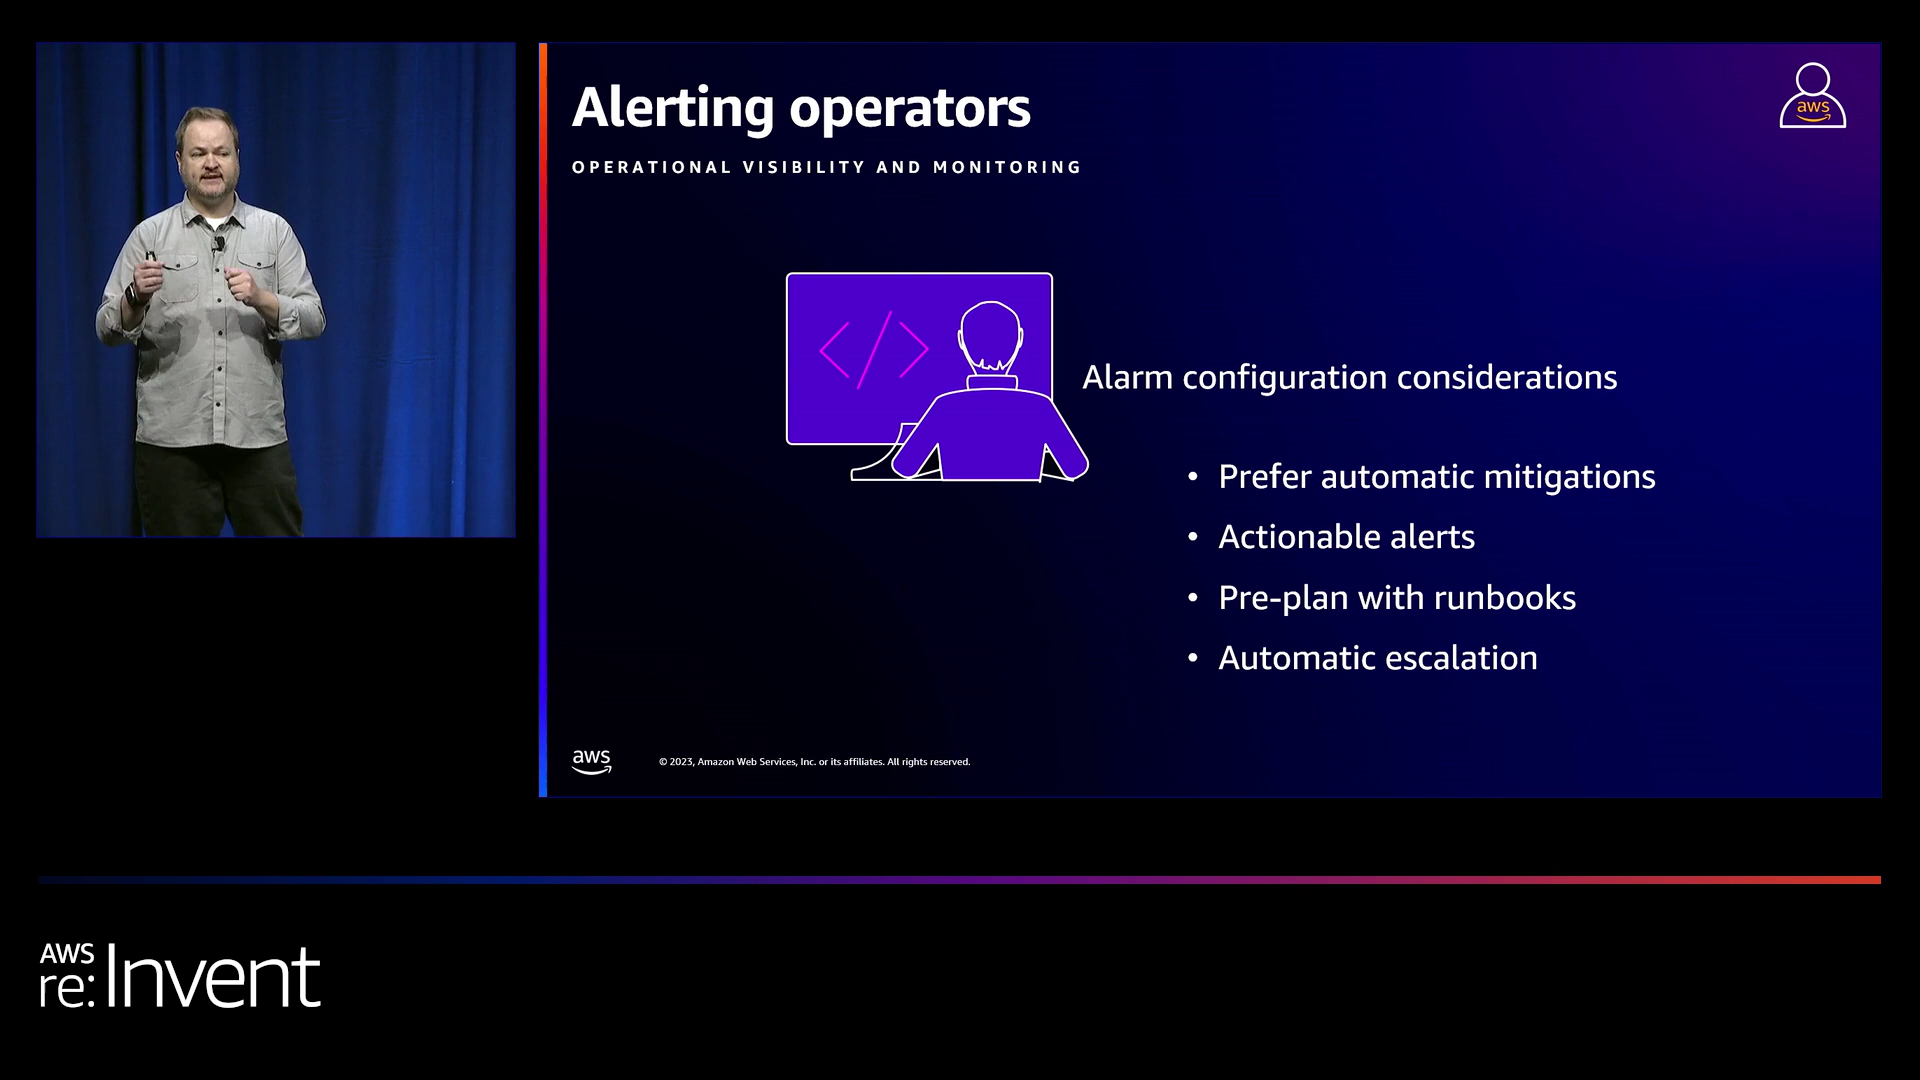 Alerting operators
OPERATIONAL VISIBILITY AND MONITORING
aws
Alarm configuration considerations
• Prefer automatic mitigations
• Actionable alerts
• Pre-plan with runbooks
• Automatic escalation
aws
© 2023, Amazon Web Services, Inc. or its affiliates. All rights reserved.
AWS
re:Invent